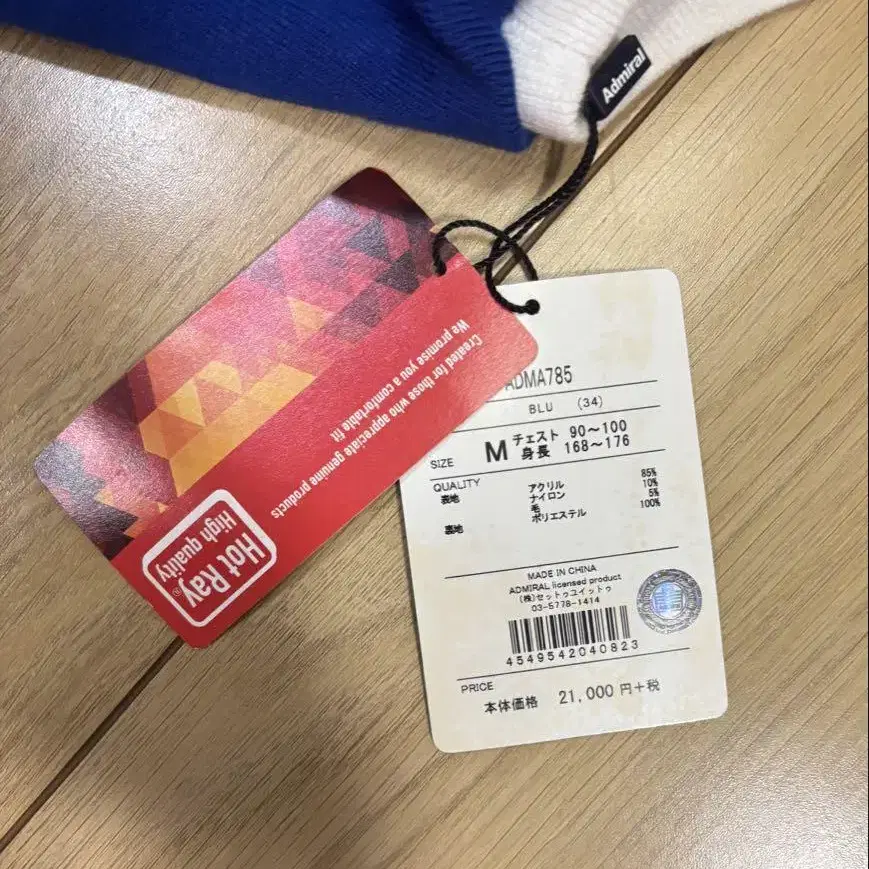 Admiral
Created for those who appreciate genuine products
We promise you a comfortable fit
Hot Ray®
High quality
ADMA785
BLU (34)
SIZE M チェスト 90～100
身長 168～176
QUALITY
表地 アクリル 85%
ナイロン 10%
毛 5%
裏地 ポリエステル 100%
MADE IN CHINA
ADMIRAL licensed product
(株)セットゥユイットゥ
03-5778-1414
4549542040823
PRICE
本体価格 21,000円+税